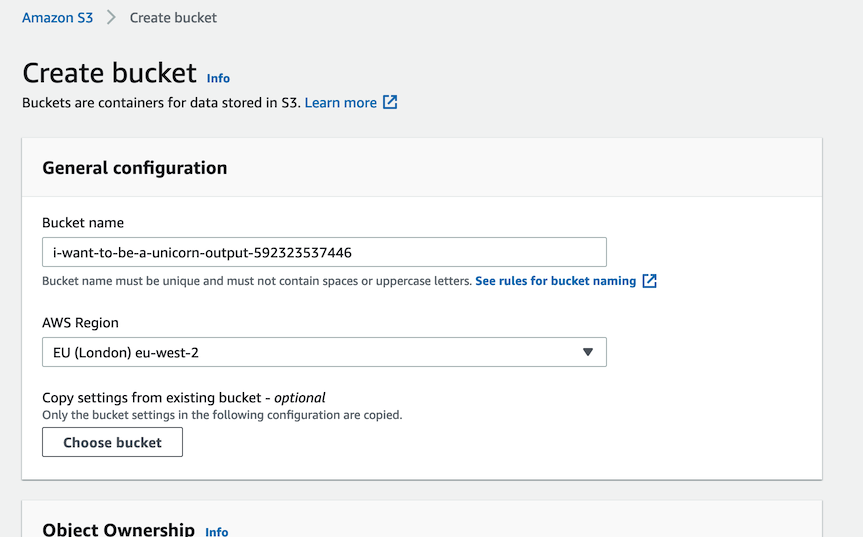 Amazon S3 > Create bucket
Create bucket Info
Buckets are containers for data stored in S3. Learn more
General configuration
Bucket name
i-want-to-be-a-unicorn-output-592323537446
Bucket name must be unique and must not contain spaces or uppercase letters. See rules for bucket naming
AWS Region
EU (London) eu-west-2
Copy settings from existing bucket - optional
Only the bucket settings in the following configuration are copied.
Choose bucket
Object Ownership Info